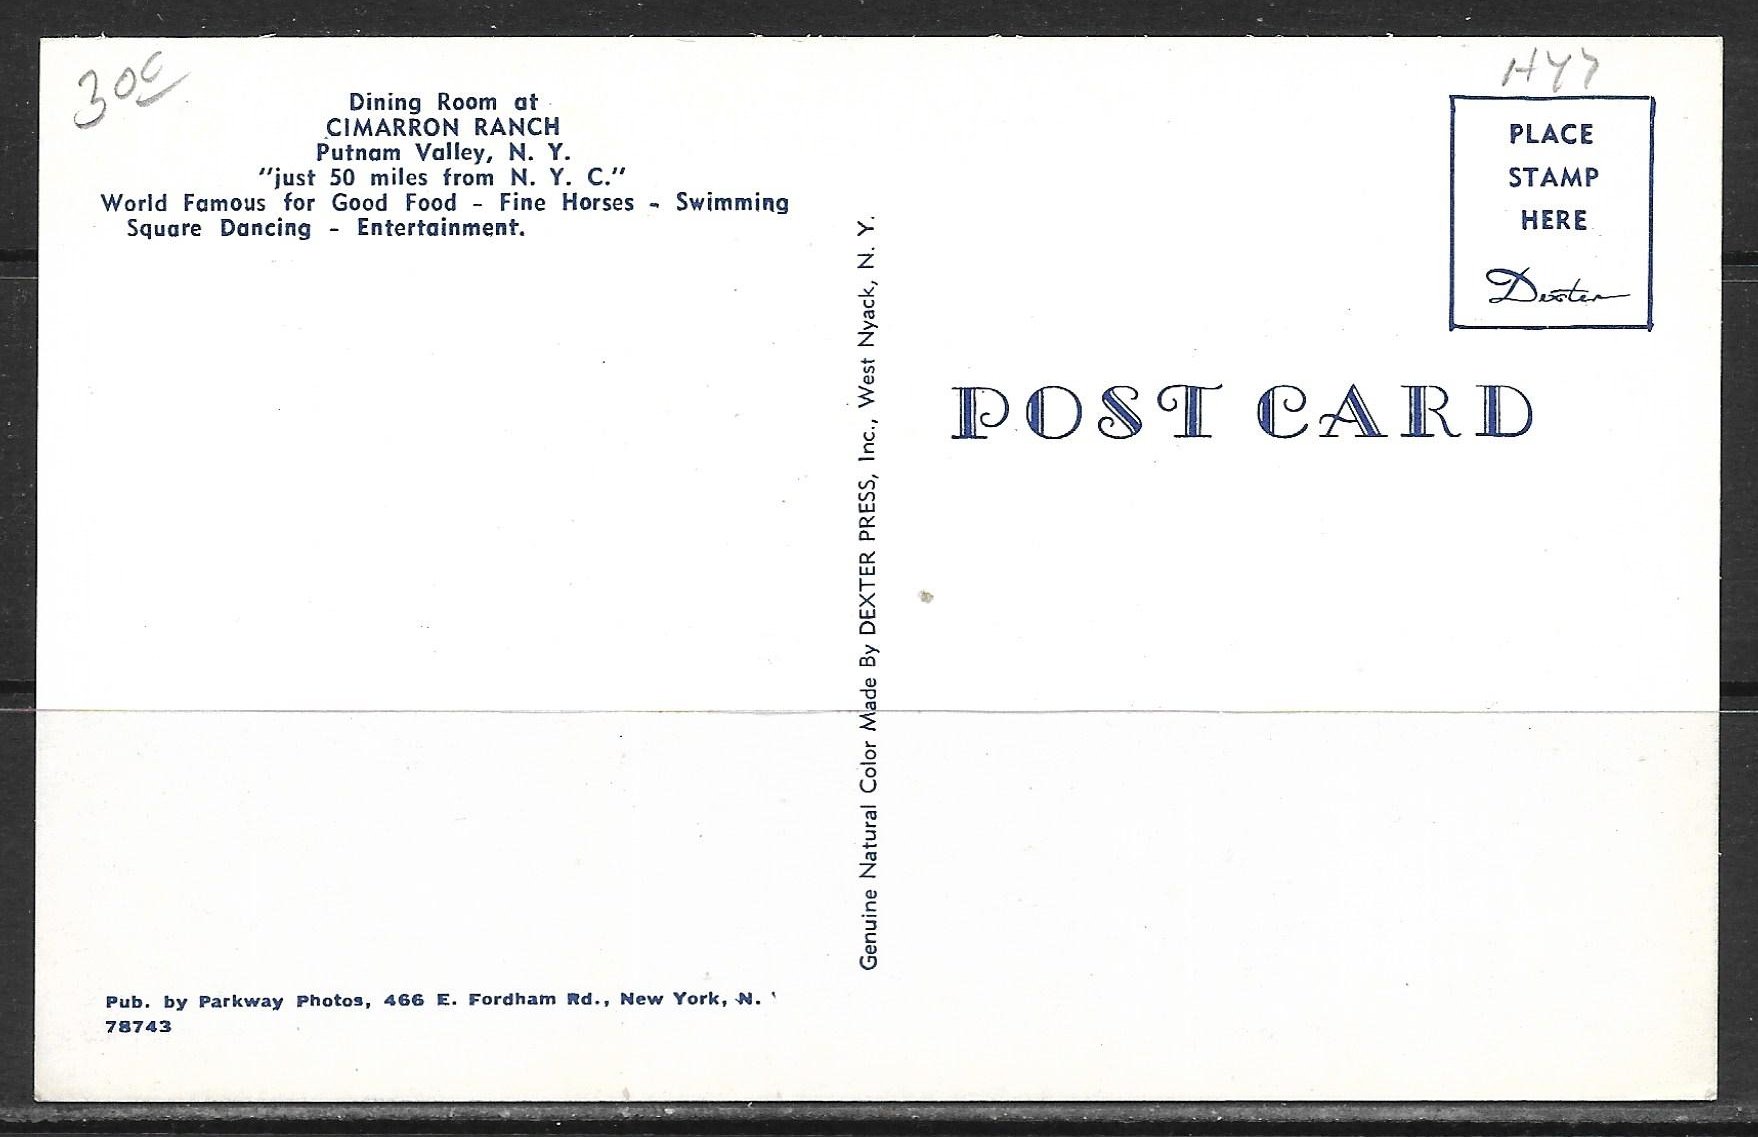 30¢
Dining Room at
CIMARRON RANCH
Putnam Valley, N. Y.
"just 50 miles from N. Y. C."
World Famous for Good Food - Fine Horses - Swimming
Square Dancing - Entertainment.
Pub. by Parkway Photos, 466 E. Fordham Rd., New York, N.
78743
Genuine Natural Color Made By DEXTER PRESS, Inc., West Nyack, N. Y.
PLACE
STAMP
HERE
Dexter
POST CARD